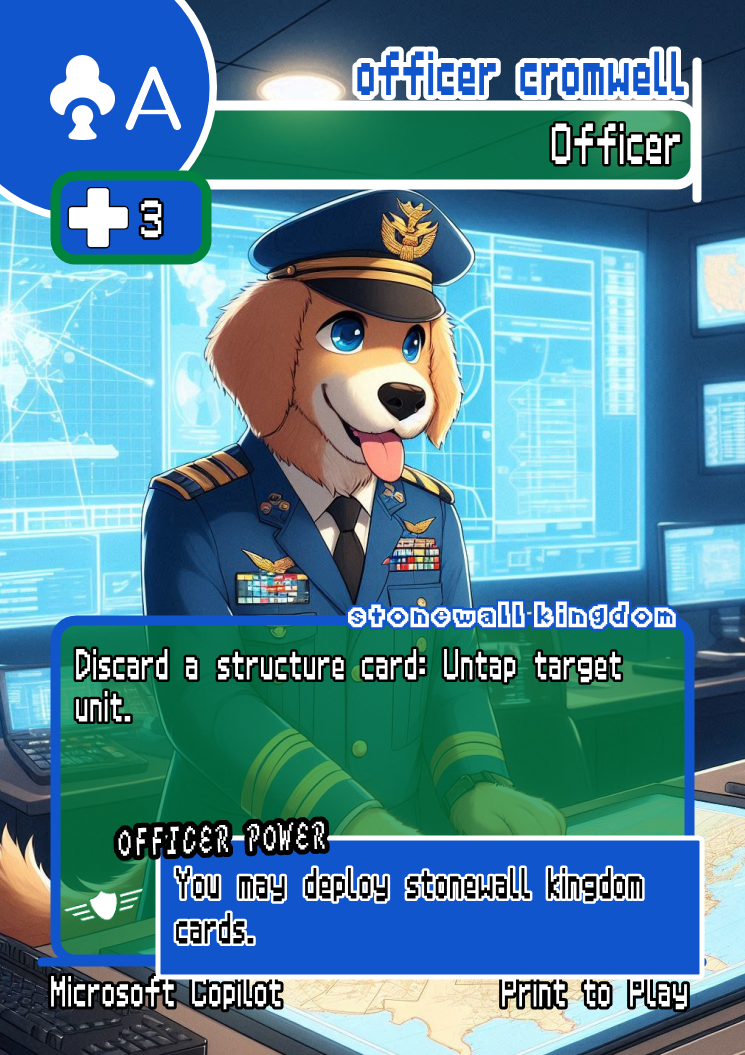 A
officer cromwell
Officer
3
stonewall kingdom
Discard a structure card: Untap target
unit.
OFFICER POWER
You may deploy stonewall kingdom
cards.
Microsoft Copilot
Print to Play